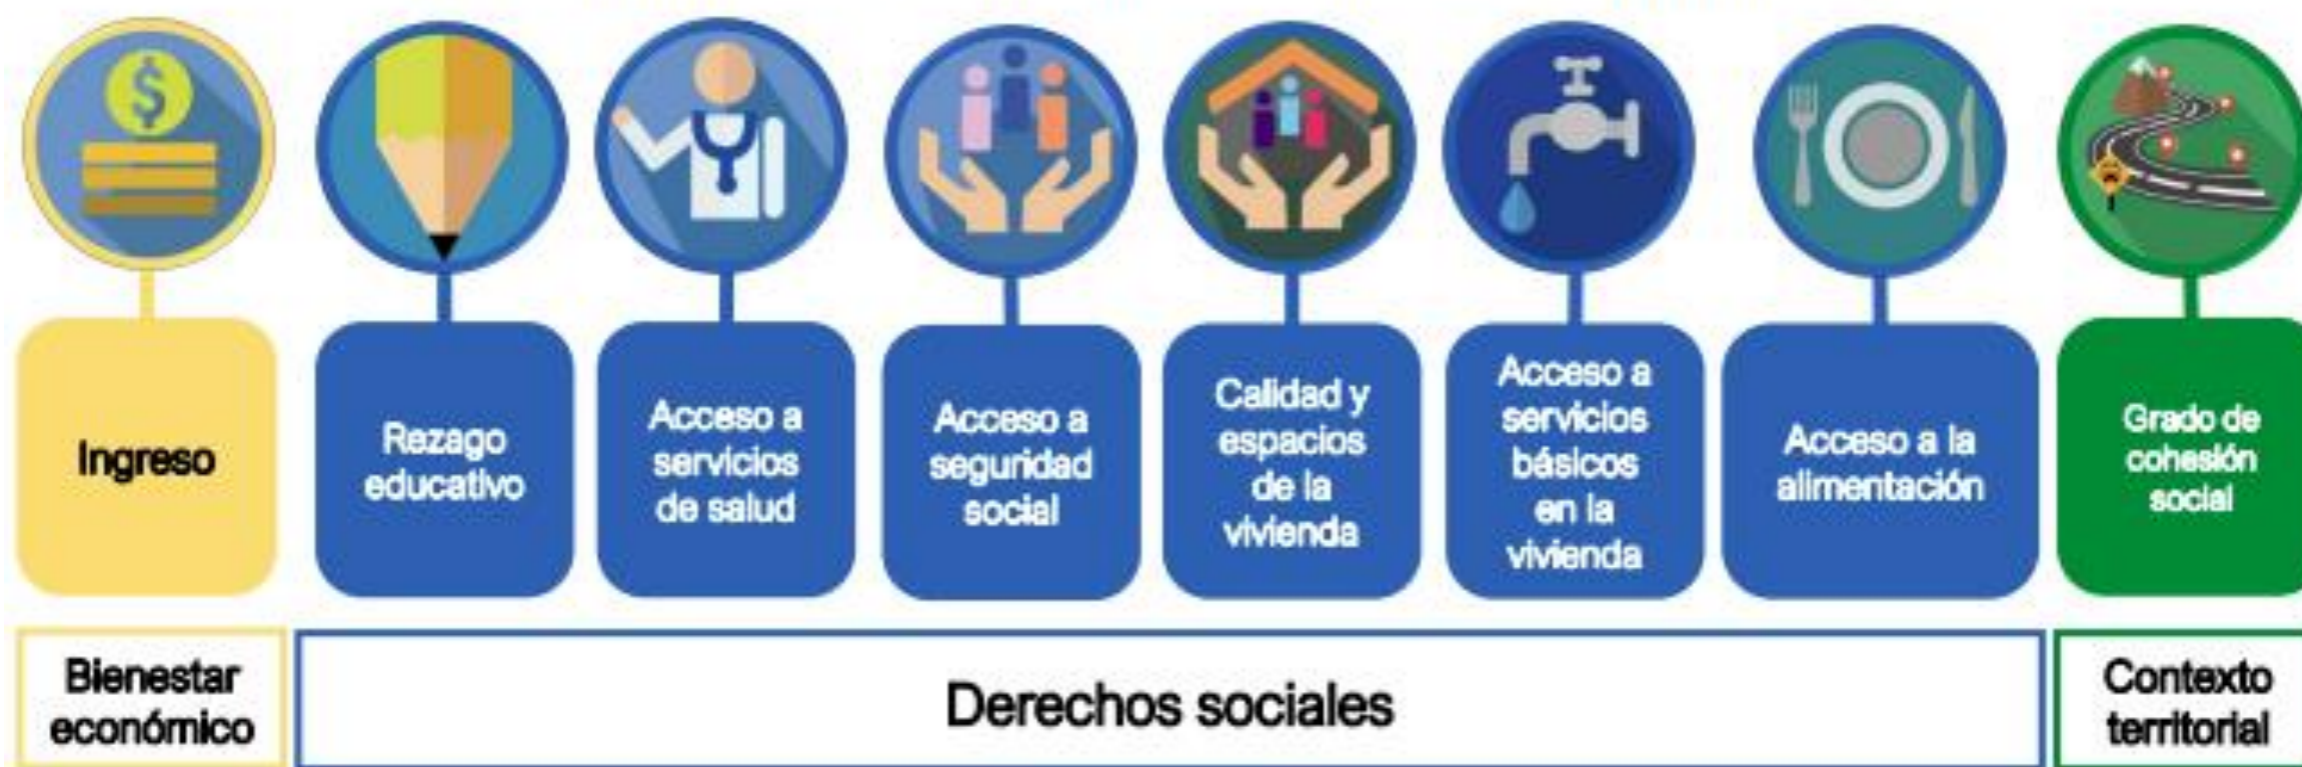 $
Ingreso
Rezago
educativo
Acceso a
servicios
de salud
Acceso a
seguridad
social
Calidad y
espacios
de la
vivienda
Acceso a
servicios
básicos
en la
vivienda
Acceso a la
alimentación
Grado de
cohesión
social
Bienestar
económico
Derechos sociales
Contexto
territorial